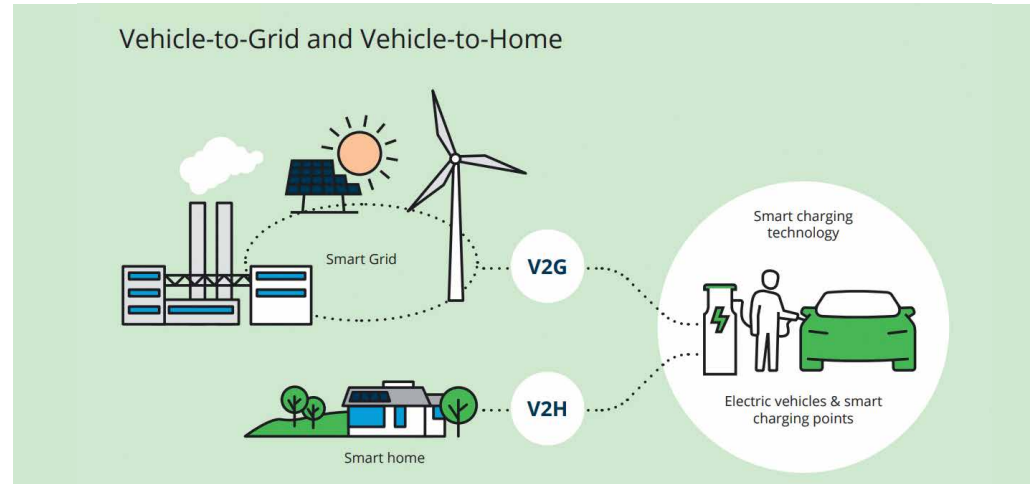 Vehicle-to-Grid and Vehicle-to-Home
Smart charging
technology
Smart Grid
V2G
V2H
Electric vehicles & smart
charging points
Smart home